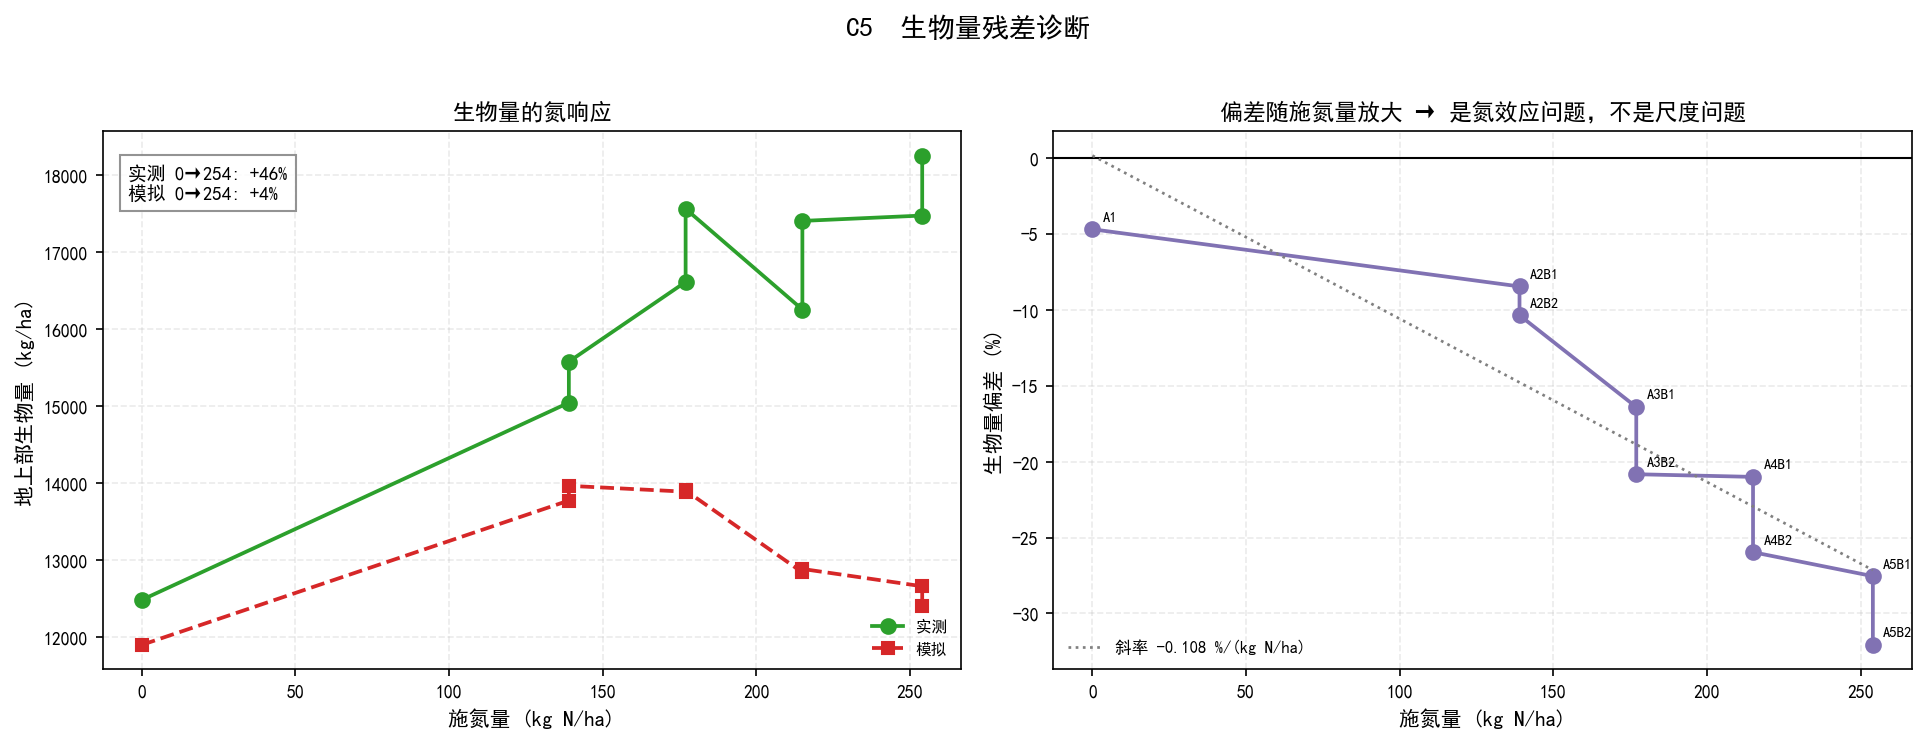 C5  生物量残差诊断
生物量的氮响应
实测 0→254: +46%
模拟 0→254: +4%
18000
17000
16000
15000
14000
13000
12000
地上部生物量 (kg/ha)
0
50
100
150
200
250
施氮量 (kg N/ha)
实测
模拟
偏差随施氮量放大 → 是氮效应问题，不是尺度问题
0
−5
−10
−15
−20
−25
−30
生物量偏差 (%)
A1
A2B1
A2B2
A3B1
A3B2
A4B1
A4B2
A5B1
A5B2
斜率 −0.108 %/(kg N/ha)
0
50
100
150
200
250
施氮量 (kg N/ha)